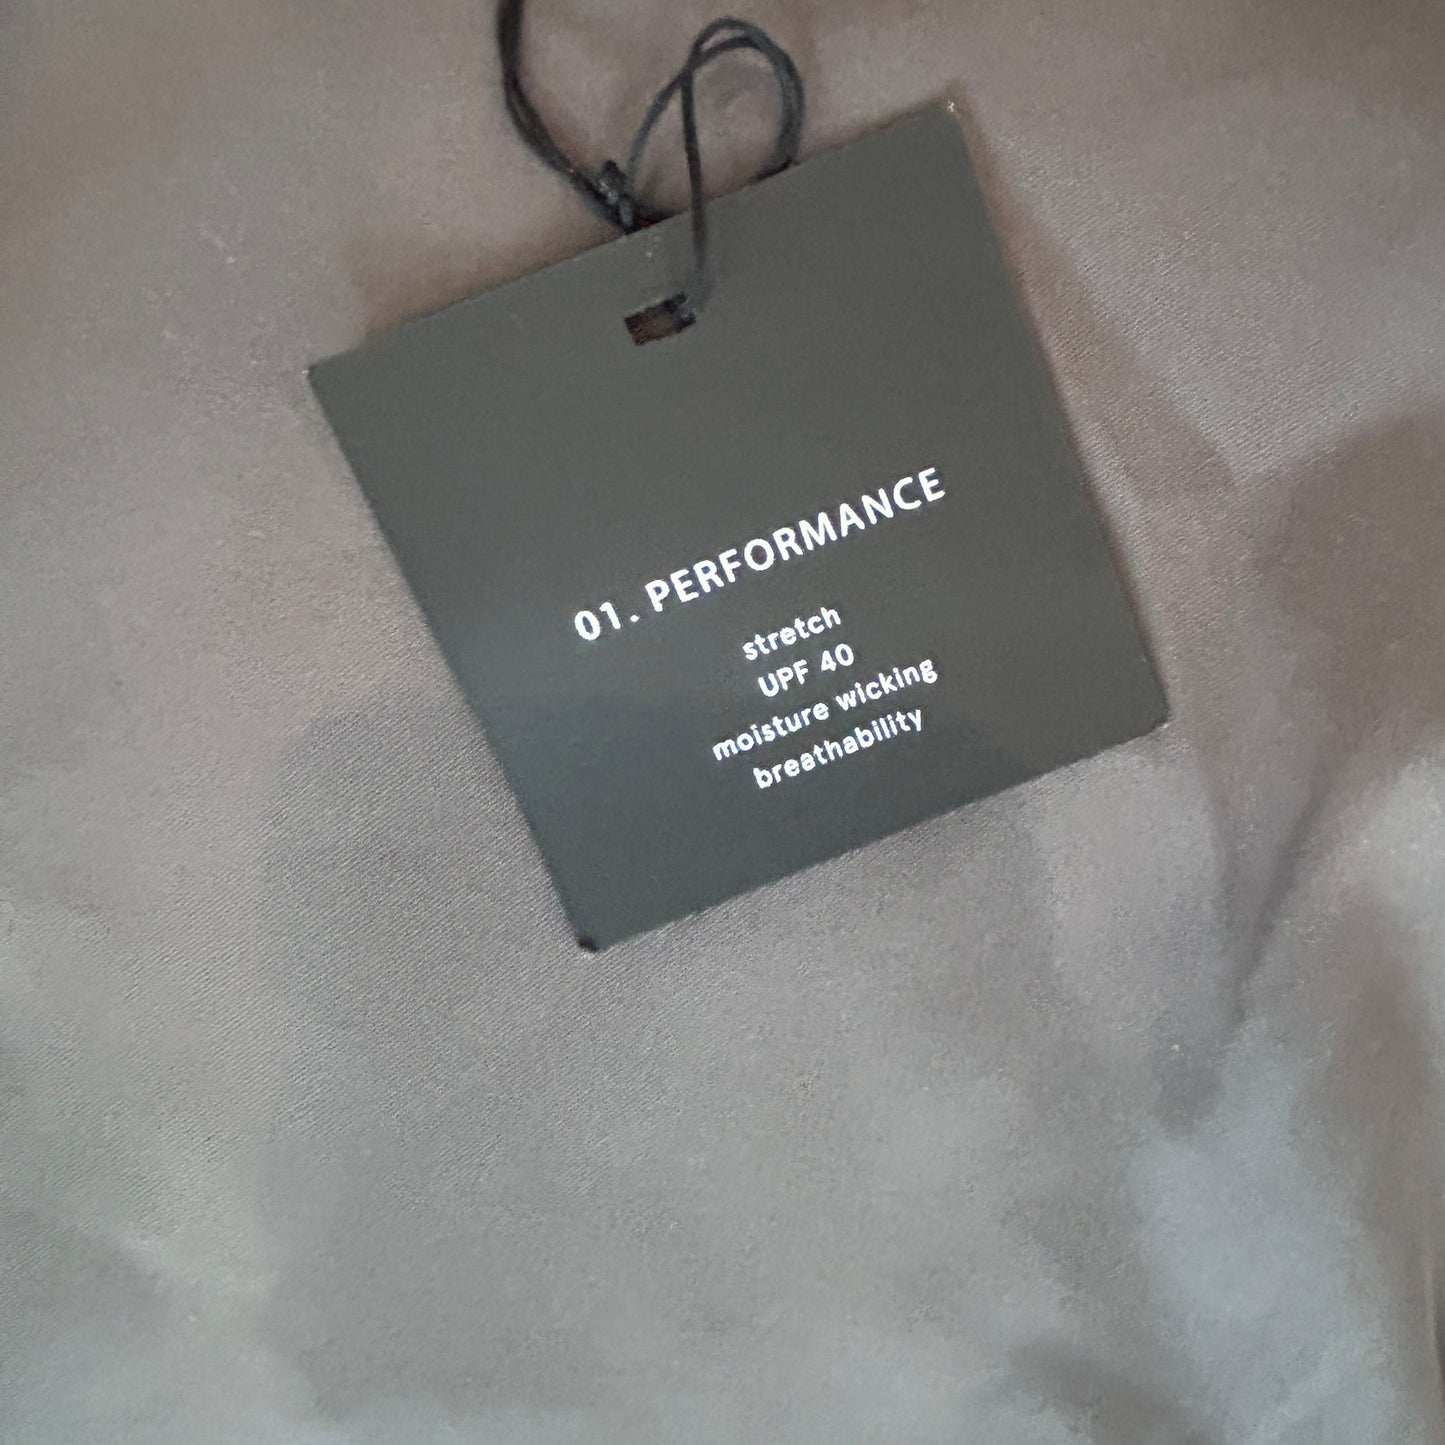 01. PERFORMANCE
stretch
UPF 40
moisture wicking
breathability